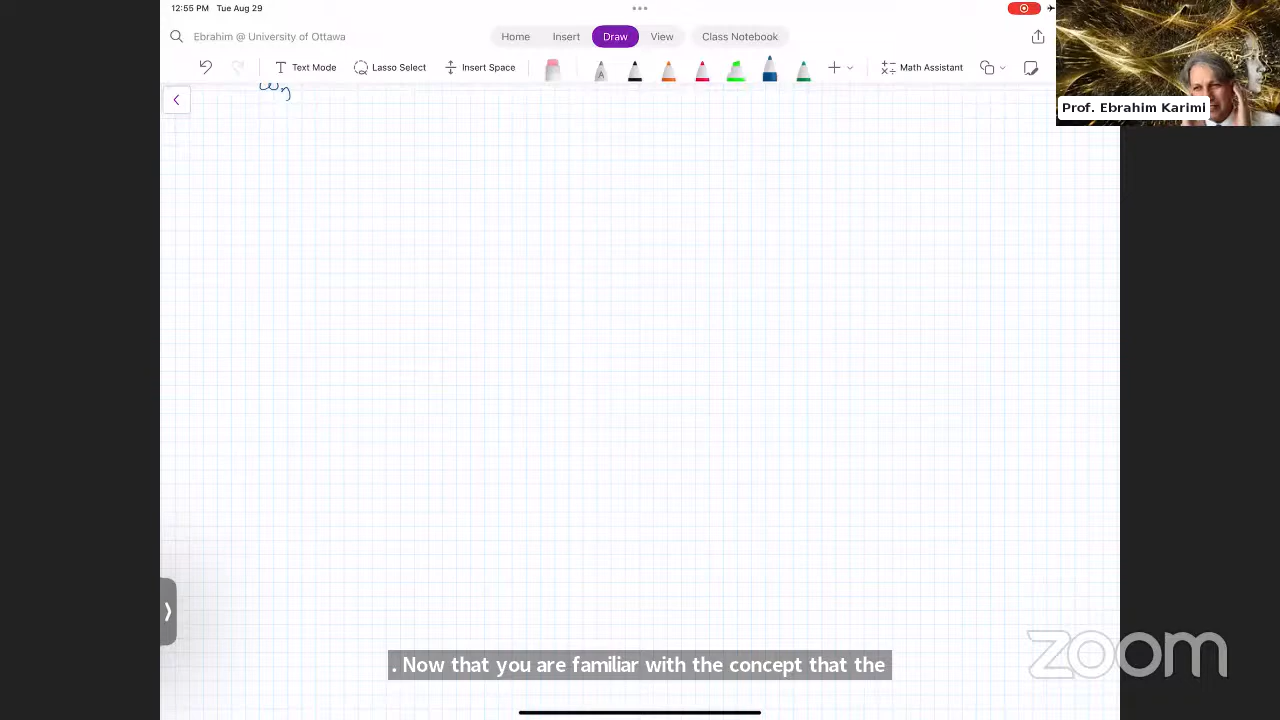 12:55 PM Tue Aug 29
Ebrahim @ University of Ottawa
Home Insert Draw View Class Notebook
Text Mode Lasso Select Insert Space Math Assistant
Prof. Ebrahim Karimi
. Now that you are familiar with the concept that the
zoom